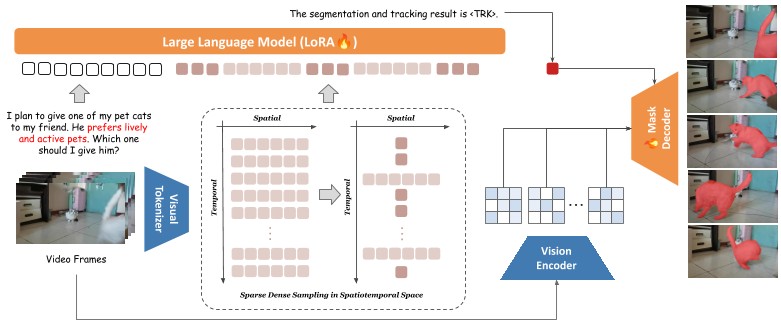 The segmentation and tracking result is <TRK>.
Large Language Model (LoRA🔥)
I plan to give one of my pet cats
to my friend. He prefers lively
and active pets. Which one
should I give him?
Visual
Tokenizer
Video Frames
Spatial
Temporal
Spatial
Temporal
Sparse Dense Sampling in Spatiotemporal Space
Vision
Encoder
🔥 Mask
Decoder